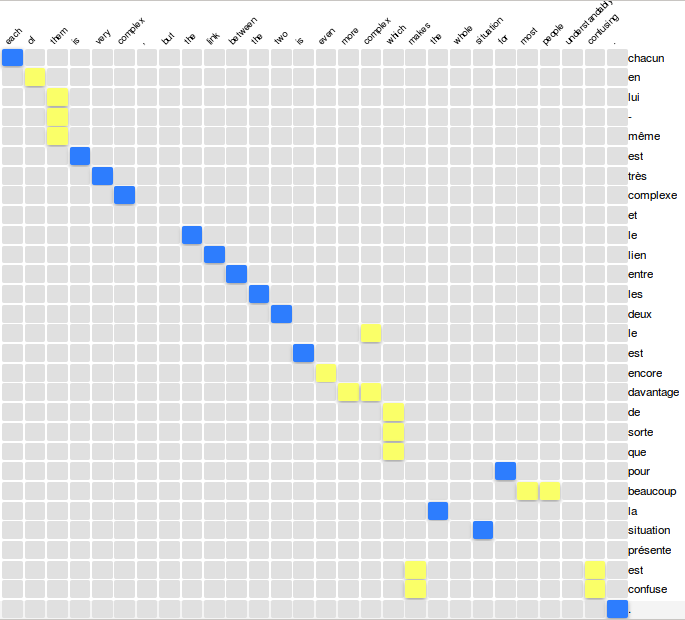 each of them is very complex , but the link between the two is even more complex which makes the whole situation for most people understandably confusing .
chacun
en
lui
-
même
est
très
complexe
et
le
lien
entre
les
deux
le
est
encore
davantage
de
sorte
que
pour
beaucoup
la
situation
présente
est
confuse
.